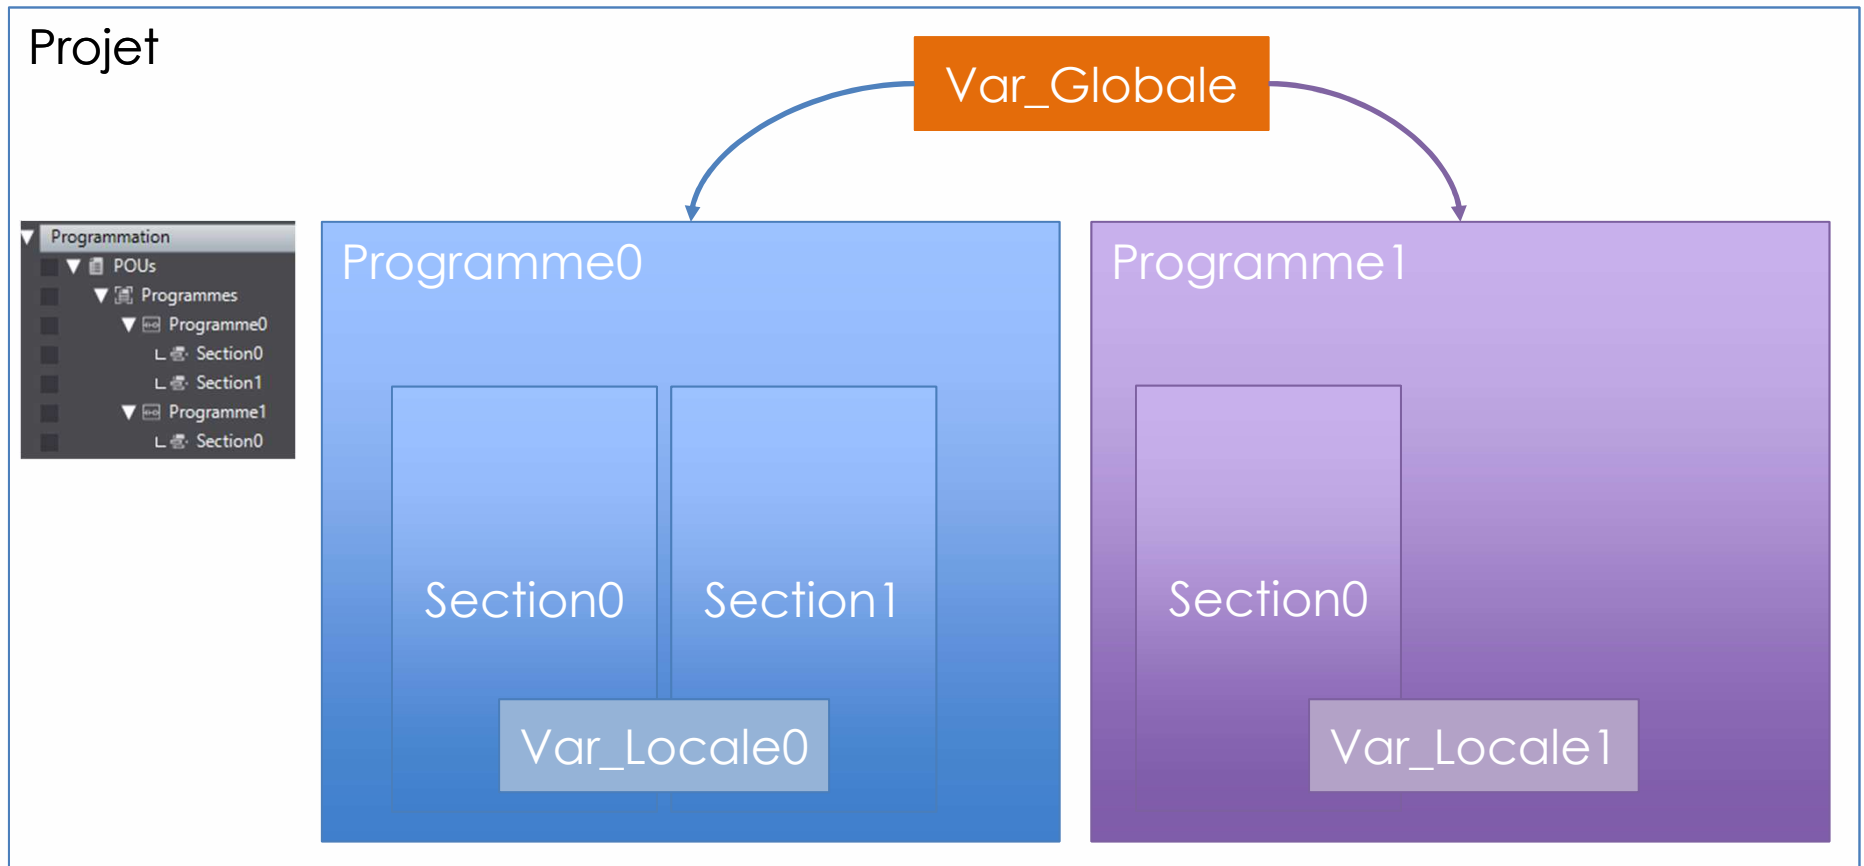 Projet
Var_Globale
Programmation
POUs
Programmes
Programme0
Section0
Section1
Programme1
Section0
Programme0
Section0
Section1
Var_Locale0
Programme1
Section0
Var_Locale1